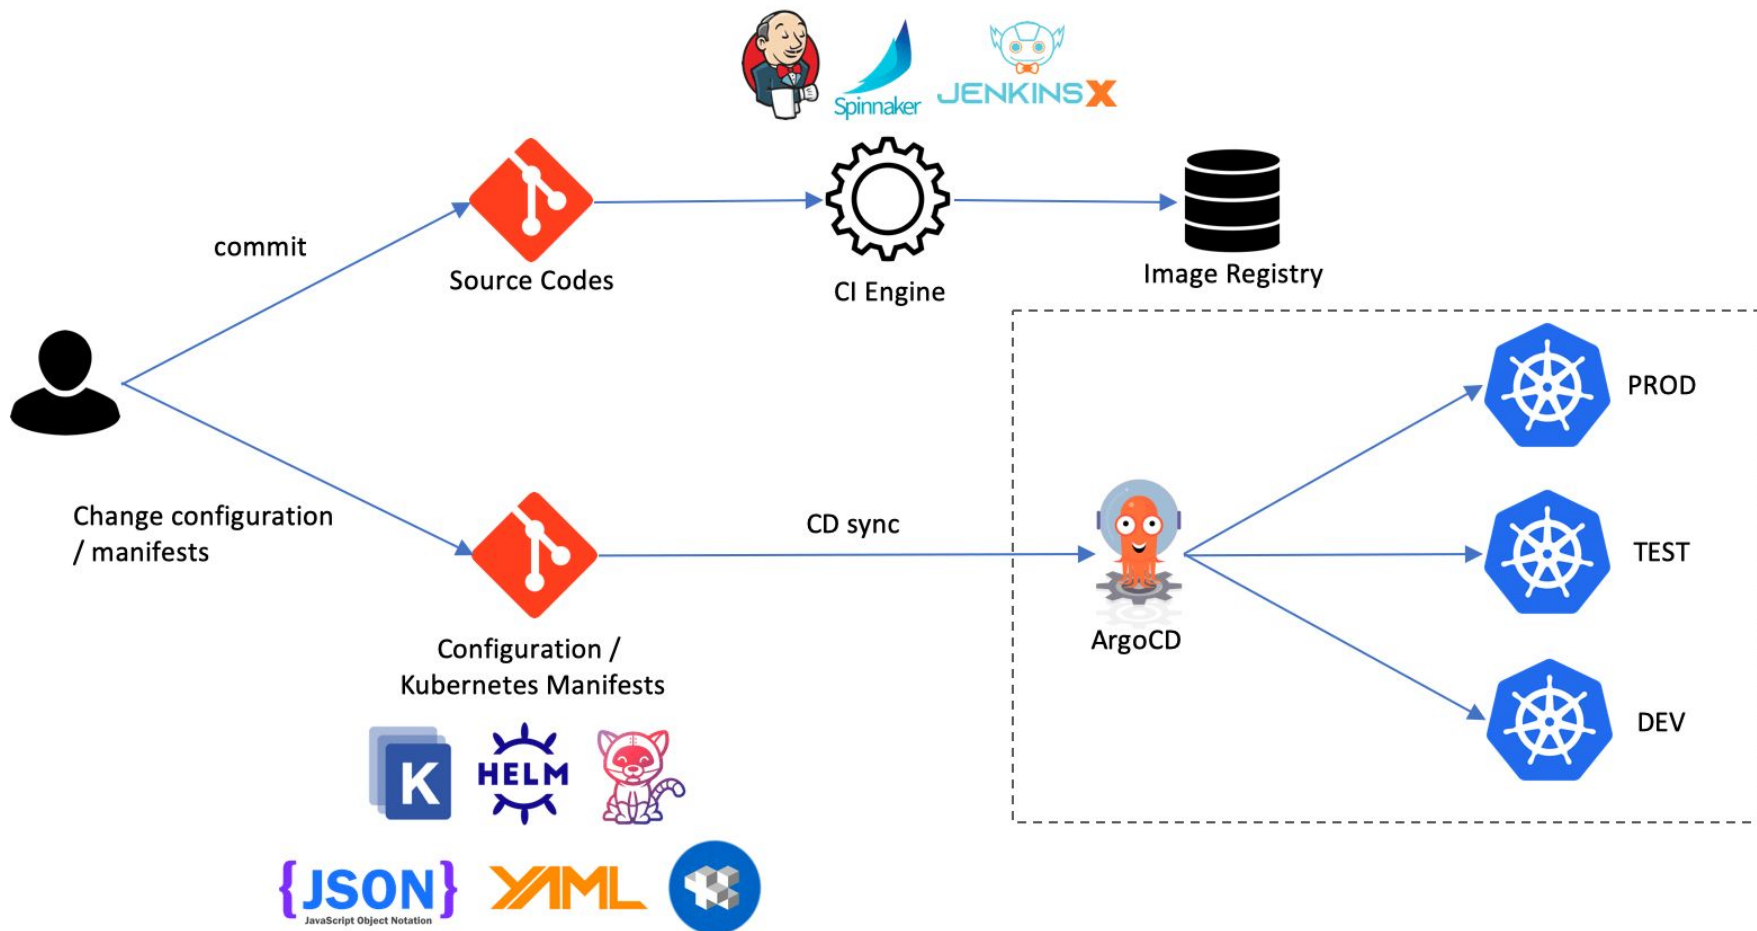 Spinnaker
JENKINSX
commit
Source Codes
CI Engine
Image Registry
PROD
Change configuration
/ manifests
CD sync
TEST
ArgoCD
Configuration /
Kubernetes Manifests
DEV
K
HELM
{JSON}
JavaScript Object Notation
YAML